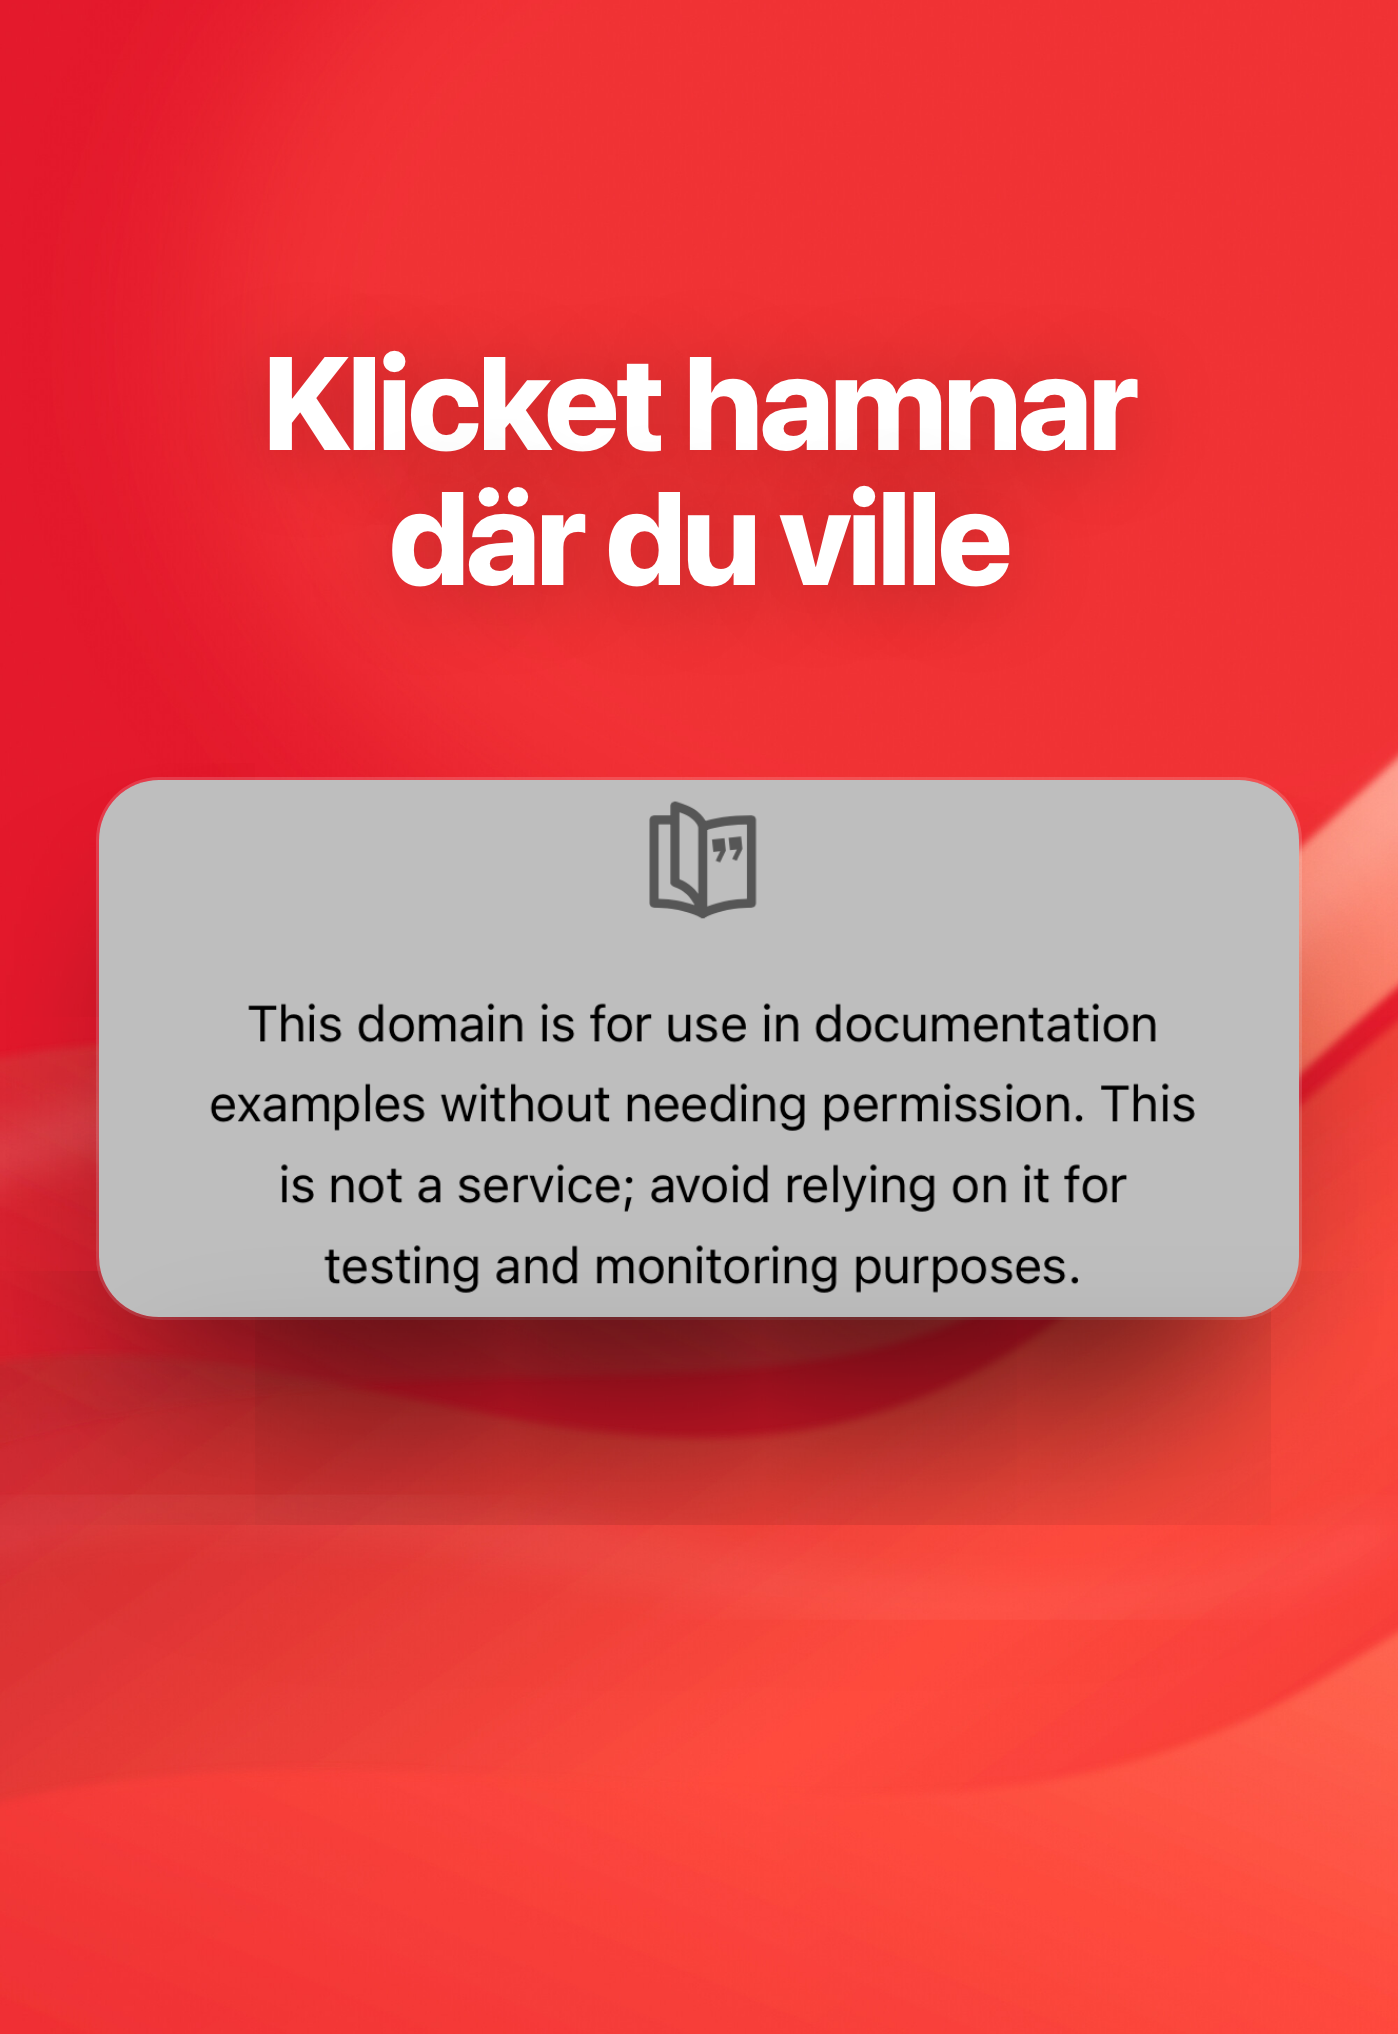 Klicket hamnar
där du ville
This domain is for use in documentation
examples without needing permission. This
is not a service; avoid relying on it for
testing and monitoring purposes.